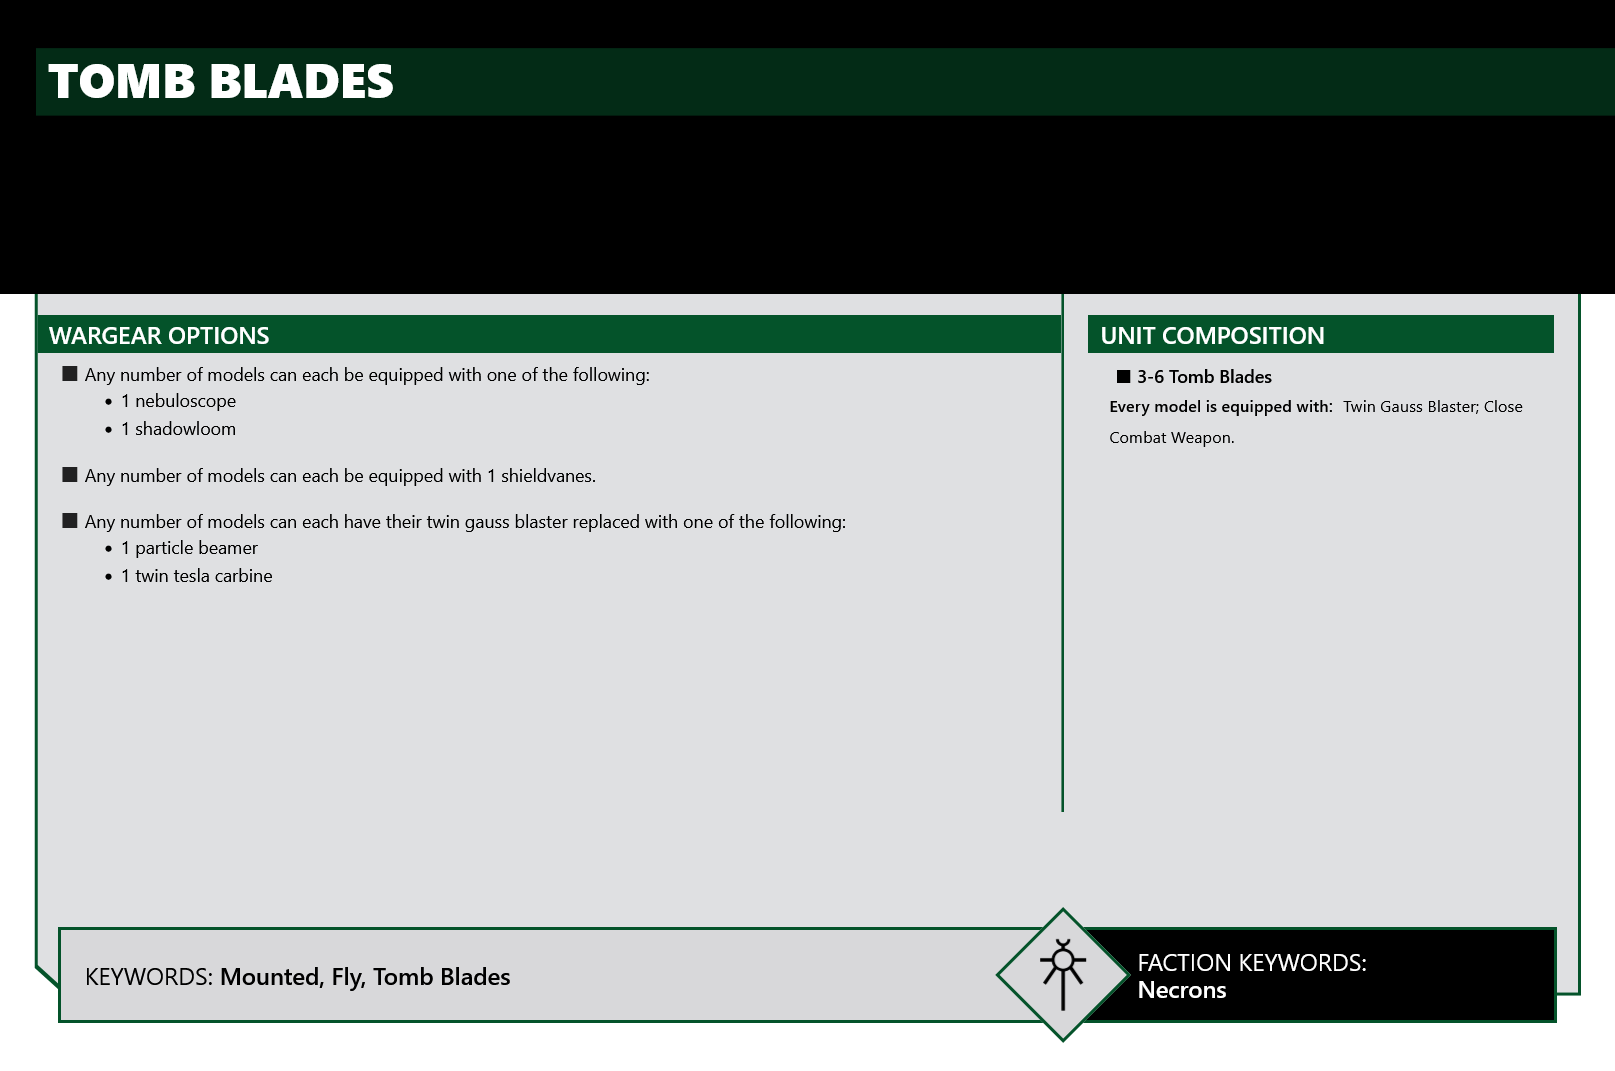 TOMB BLADES
WARGEAR OPTIONS
■ Any number of models can each be equipped with one of the following:
• 1 nebuloscope
• 1 shadowloom
■ Any number of models can each be equipped with 1 shieldvanes.
■ Any number of models can each have their twin gauss blaster replaced with one of the following:
• 1 particle beamer
• 1 twin tesla carbine
UNIT COMPOSITION
■ 3-6 Tomb Blades
Every model is equipped with: Twin Gauss Blaster; Close
Combat Weapon.
KEYWORDS: Mounted, Fly, Tomb Blades
FACTION KEYWORDS:
Necrons